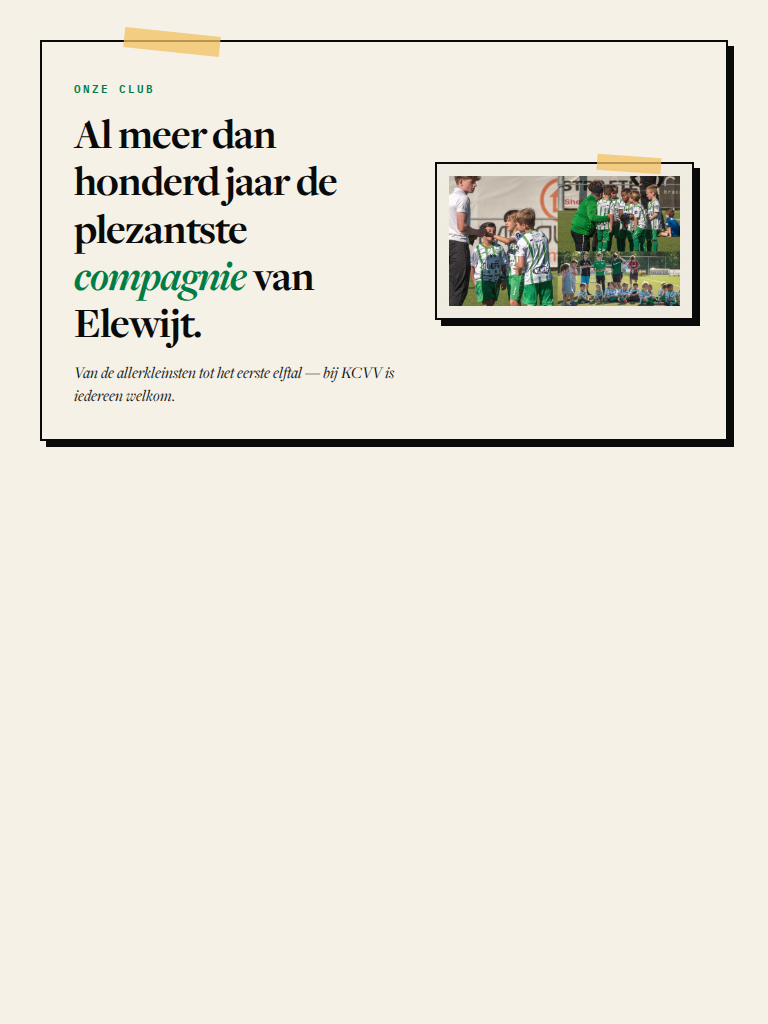 ONZE CLUB
Al meer dan
honderd jaar de
plezantste
compagnie van
Elewijt.
Van de allerkleinsten tot het eerste elftal — bij KCVV is
iedereen welkom.